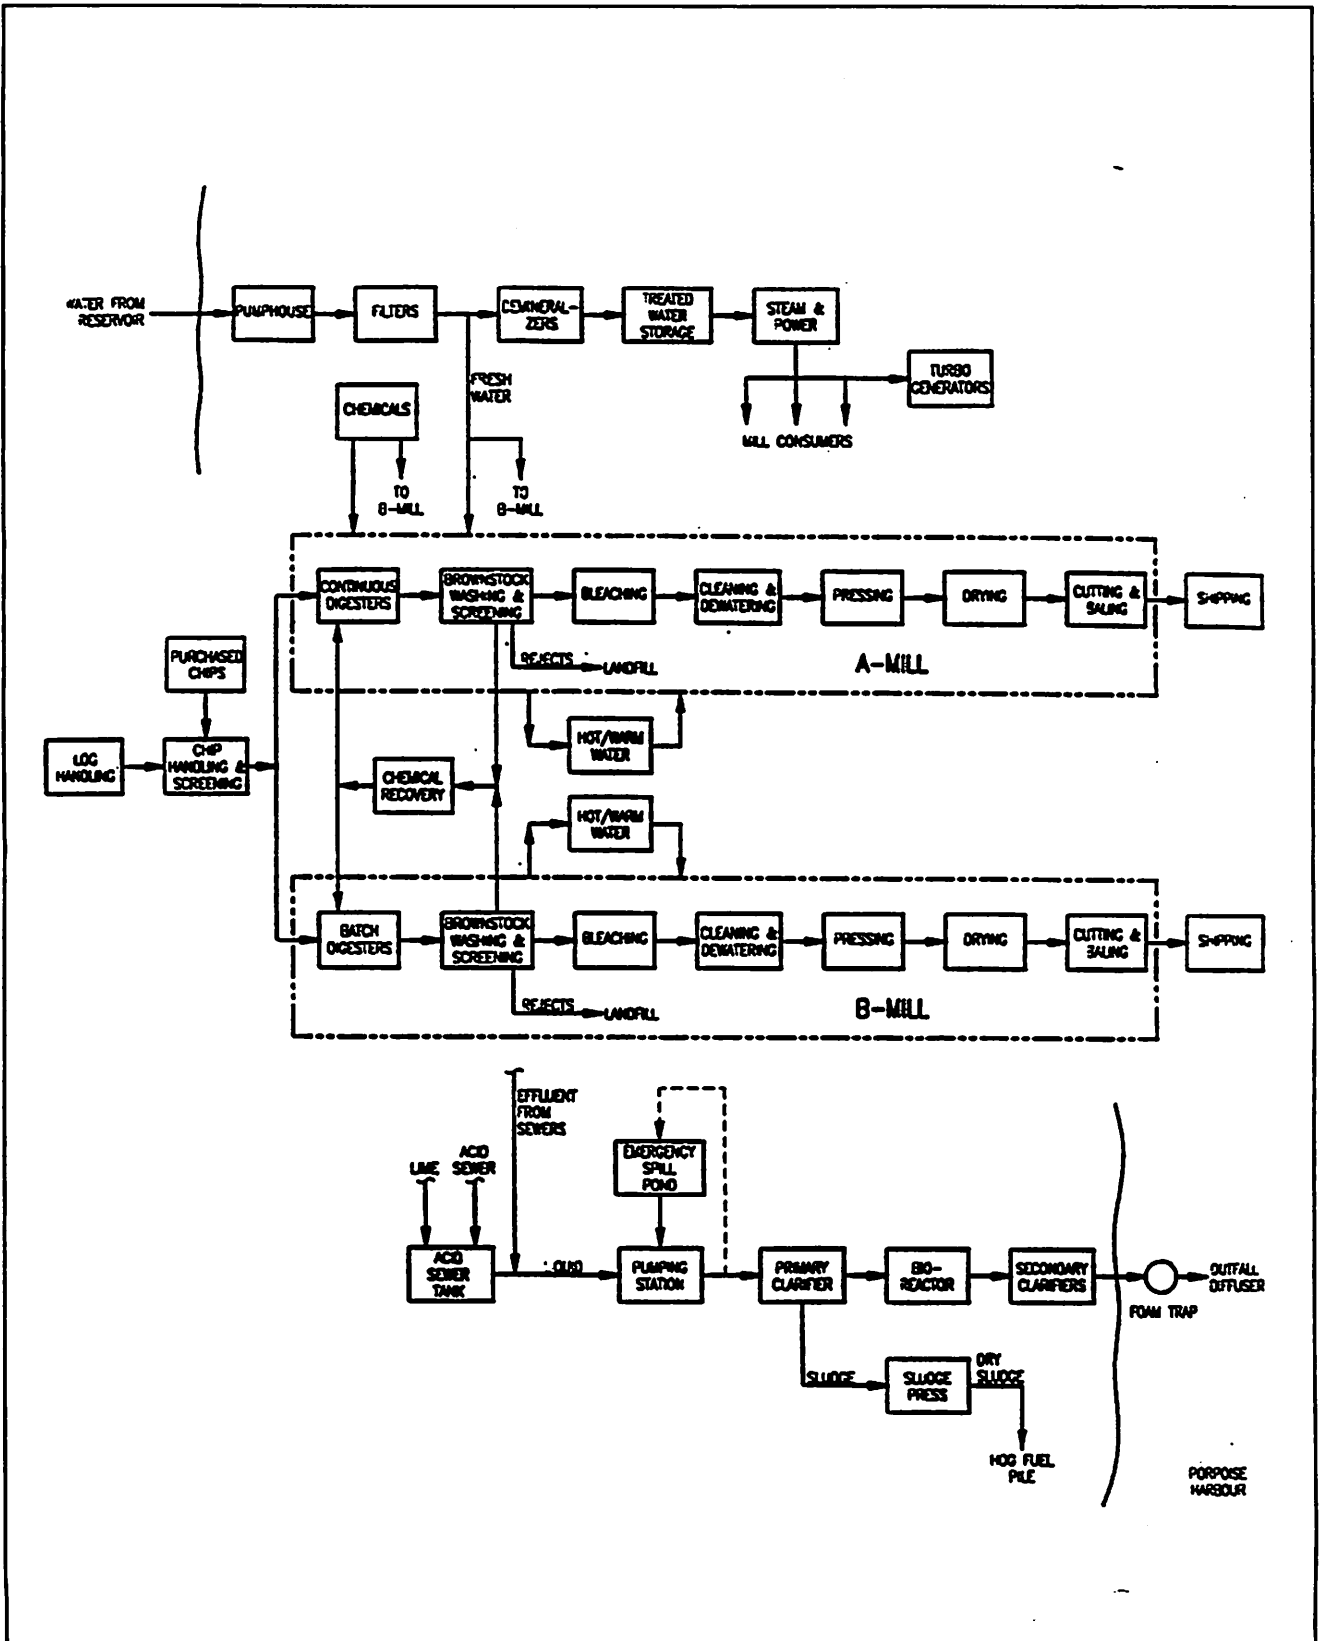 WATER FROM
RESERVOIR
PUMPHOUSE
FILTERS
DEMINERAL-
IZERS
TREATED
WATER
STORAGE
STEAM &
POWER
TURBO
GENERATORS
MILL CONSUMERS
FRESH
WATER
CHEMICALS
TO
B-MILL
TO
B-MILL
CONTINUOUS
DIGESTERS
BROWNSTOCK
WASHING &
SCREENING
BLEACHING
CLEANING &
DEWATERING
PRESSING
DRYING
CUTTING &
BALING
SHIPPING
REJECTS
LANDFILL
A-MILL
PURCHASED
CHIPS
LOG
HANDLING
CHIP
HANDLING &
SCREENING
HOT/WARM
WATER
CHEMICAL
RECOVERY
HOT/WARM
WATER
BATCH
DIGESTERS
BROWNSTOCK
WASHING &
SCREENING
BLEACHING
CLEANING &
DEWATERING
PRESSING
DRYING
CUTTING &
BALING
SHIPPING
REJECTS
LANDFILL
B-MILL
EFFLUENT
FROM
SEWERS
LIME
ACID
SEWER
EMERGENCY
SPILL
POND
ACID
SEWER
TANK
PUMPING
STATION
PRIMARY
CLARIFIER
BIO-
REACTOR
SECONDARY
CLARIFIERS
FOAM TRAP
OUTFALL
DIFFUSER
SLUDGE
SLUDGE
PRESS
DRY
SLUDGE
HOG FUEL
PILE
PORPOISE
HARBOUR